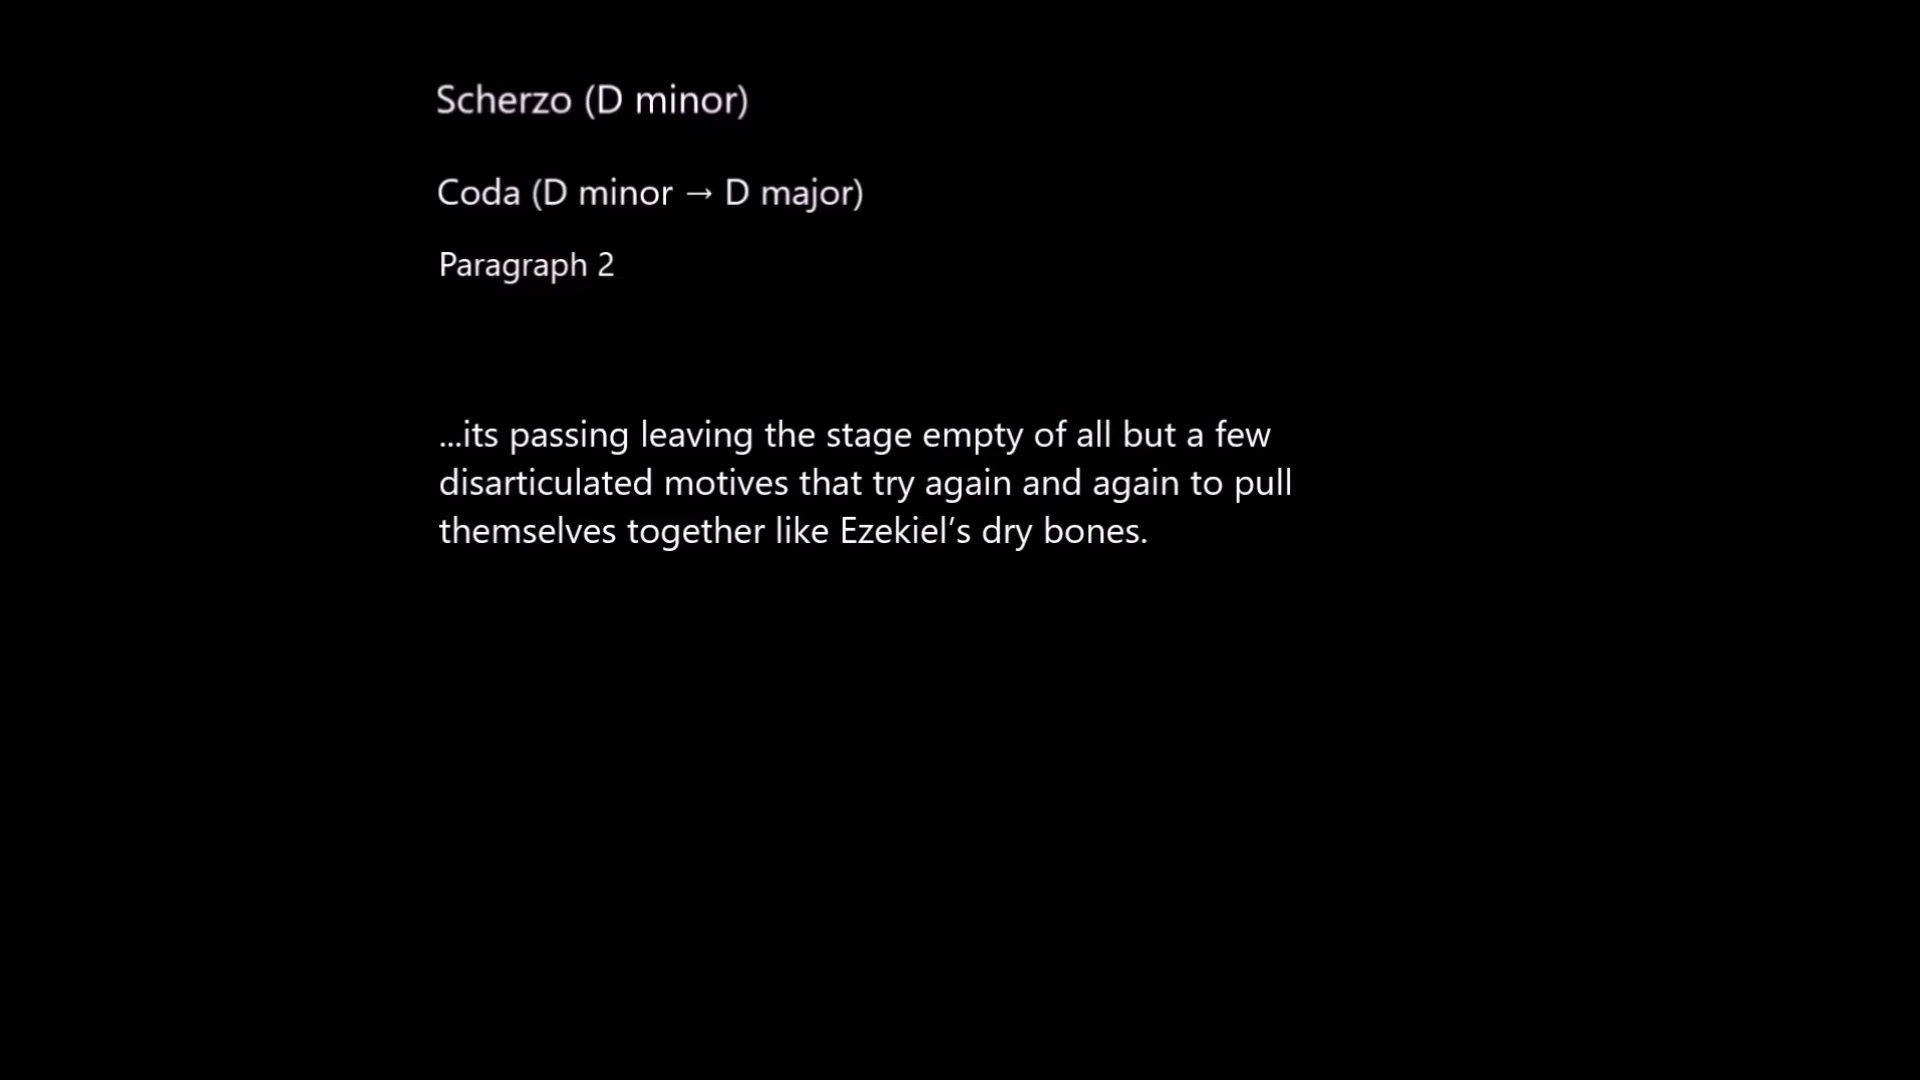 Scherzo (D minor)
Coda (D minor → D major)
Paragraph 2
...its passing leaving the stage empty of all but a few
disarticulated motives that try again and again to pull
themselves together like Ezekiel’s dry bones.